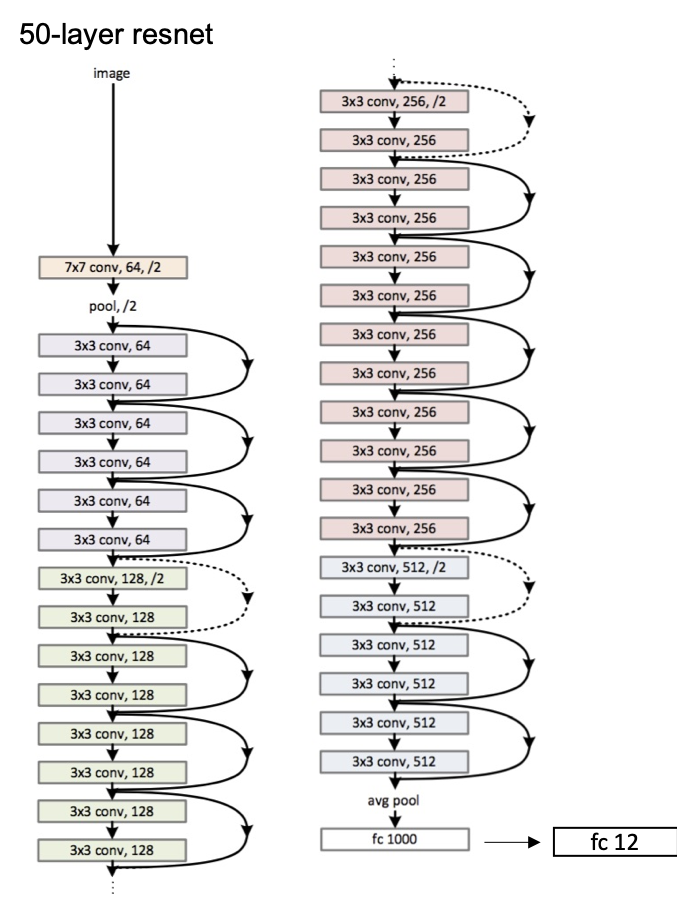 50-layer resnet
image
7x7 conv, 64, /2
pool, /2
3x3 conv, 64
3x3 conv, 64
3x3 conv, 64
3x3 conv, 64
3x3 conv, 64
3x3 conv, 64
3x3 conv, 128, /2
3x3 conv, 128
3x3 conv, 128
3x3 conv, 128
3x3 conv, 128
3x3 conv, 128
3x3 conv, 128
3x3 conv, 128
3x3 conv, 256, /2
3x3 conv, 256
3x3 conv, 256
3x3 conv, 256
3x3 conv, 256
3x3 conv, 256
3x3 conv, 256
3x3 conv, 256
3x3 conv, 256
3x3 conv, 256
3x3 conv, 256
3x3 conv, 256
3x3 conv, 512, /2
3x3 conv, 512
3x3 conv, 512
3x3 conv, 512
3x3 conv, 512
3x3 conv, 512
avg pool
fc 1000
fc 12